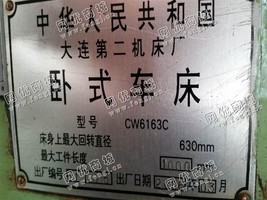 中华人民共和国
大连第二机床厂
卧式车床
型号 CW6163C
床身上最大回转直径 630mm
最大工件长度 mm
出厂编号 出厂日期 月